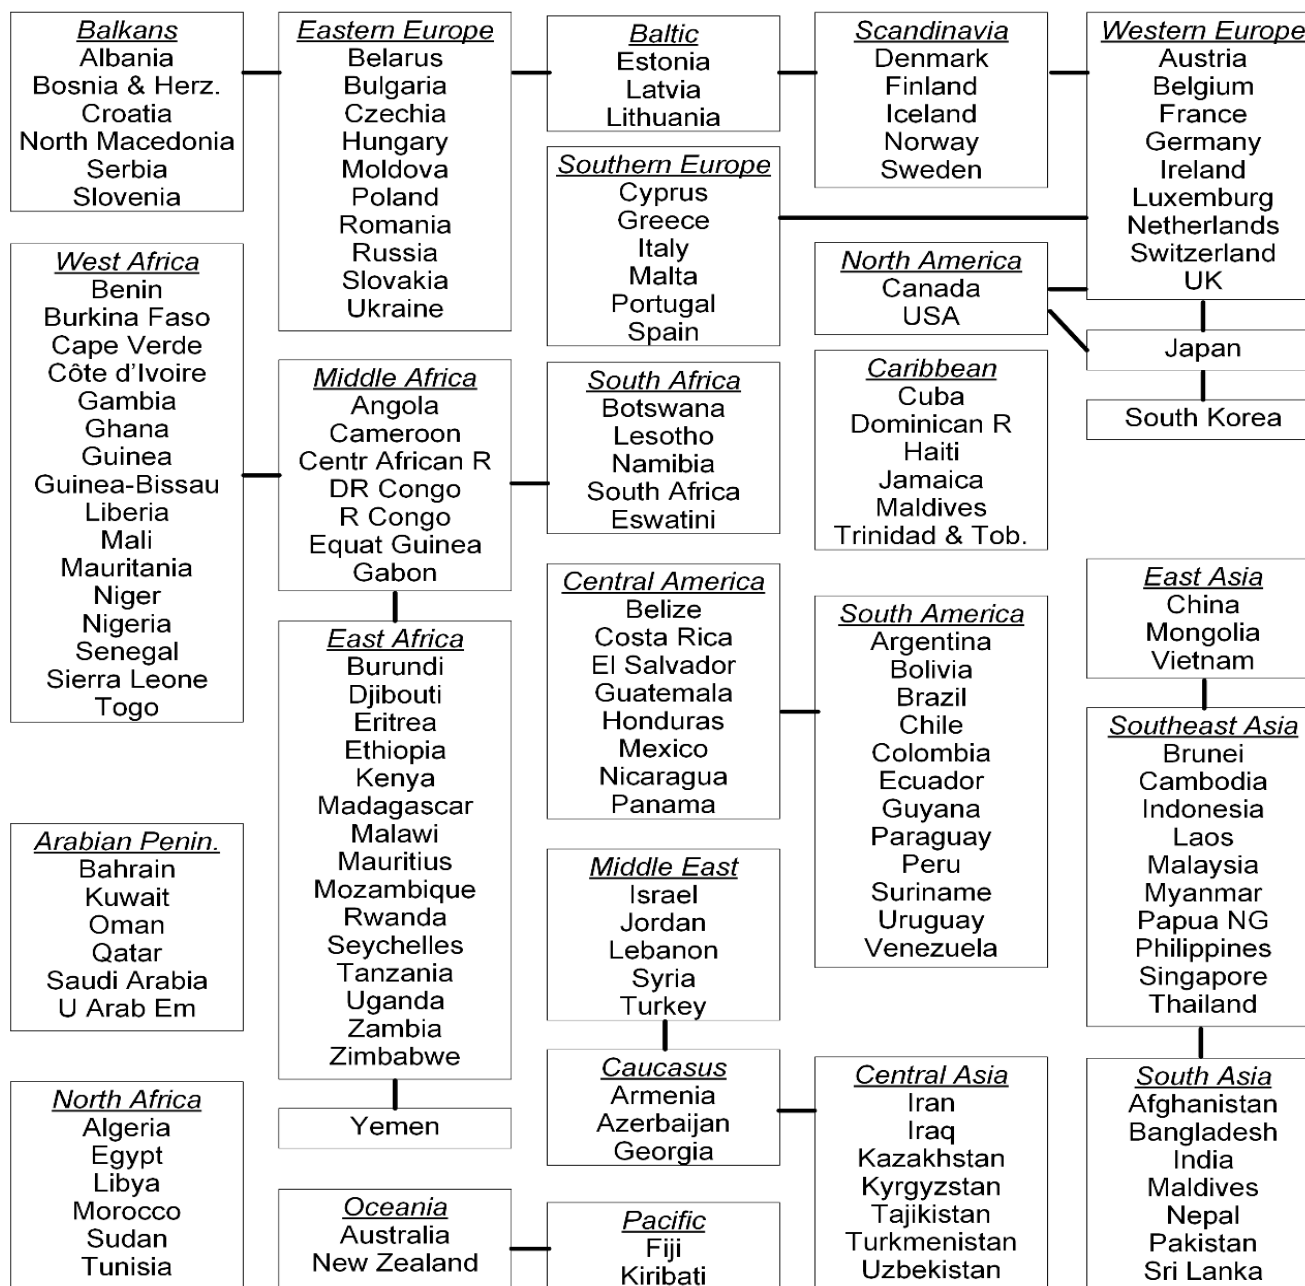 Balkans
Albania
Bosnia & Herz.
Croatia
North Macedonia
Serbia
Slovenia
Eastern Europe
Belarus
Bulgaria
Czechia
Hungary
Moldova
Poland
Romania
Russia
Slovakia
Ukraine
Baltic
Estonia
Latvia
Lithuania
Scandinavia
Denmark
Finland
Iceland
Norway
Sweden
Western Europe
Austria
Belgium
France
Germany
Ireland
Luxemburg
Netherlands
Switzerland
UK
Southern Europe
Cyprus
Greece
Italy
Malta
Portugal
Spain
North America
Canada
USA
Japan
South Korea
West Africa
Benin
Burkina Faso
Cape Verde
Côte d'Ivoire
Gambia
Ghana
Guinea
Guinea-Bissau
Liberia
Mali
Mauritania
Niger
Nigeria
Senegal
Sierra Leone
Togo
Middle Africa
Angola
Cameroon
Centr African R
DR Congo
R Congo
Equat Guinea
Gabon
South Africa
Botswana
Lesotho
Namibia
South Africa
Eswatini
Caribbean
Cuba
Dominican R
Haiti
Jamaica
Maldives
Trinidad & Tob.
East Africa
Burundi
Djibouti
Eritrea
Ethiopia
Kenya
Madagascar
Malawi
Mauritius
Mozambique
Rwanda
Seychelles
Tanzania
Uganda
Zambia
Zimbabwe
Yemen
Central America
Belize
Costa Rica
El Salvador
Guatemala
Honduras
Mexico
Nicaragua
Panama
South America
Argentina
Bolivia
Brazil
Chile
Colombia
Ecuador
Guyana
Paraguay
Peru
Suriname
Uruguay
Venezuela
East Asia
China
Mongolia
Vietnam
Southeast Asia
Brunei
Cambodia
Indonesia
Laos
Malaysia
Myanmar
Papua NG
Philippines
Singapore
Thailand
Arabian Penin.
Bahrain
Kuwait
Oman
Qatar
Saudi Arabia
U Arab Em
Middle East
Israel
Jordan
Lebanon
Syria
Turkey
Caucasus
Armenia
Azerbaijan
Georgia
Central Asia
Iran
Iraq
Kazakhstan
Kyrgyzstan
Tajikistan
Turkmenistan
Uzbekistan
South Asia
Afghanistan
Bangladesh
India
Maldives
Nepal
Pakistan
Sri Lanka
North Africa
Algeria
Egypt
Libya
Morocco
Sudan
Tunisia
Oceania
Australia
New Zealand
Pacific
Fiji
Kiribati